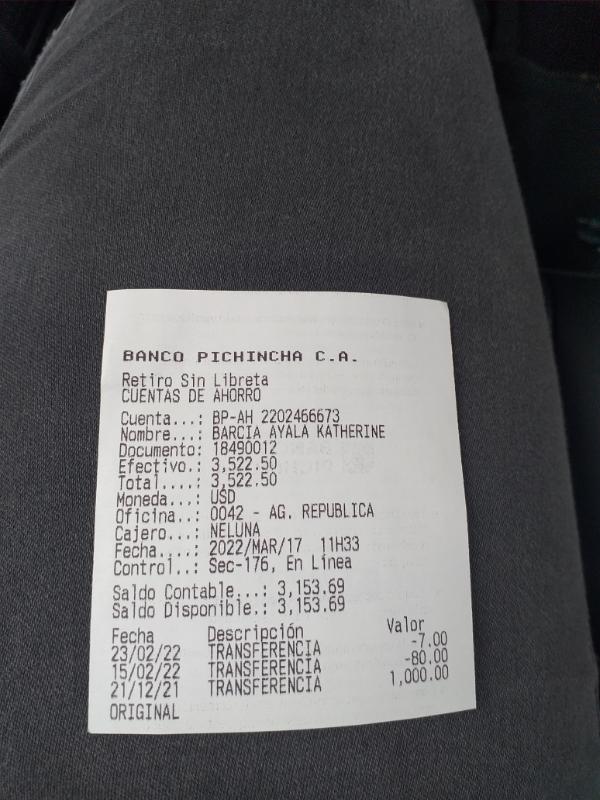 BANCO PICHINCHA C.A.
Retiro Sin Libreta
CUENTAS DE AHORRO
Cuenta...: BP-AH 2202466673
Nombre...: BARCIA AYALA KATHERINE
Documento: 18490012
Efectivo.: 3,522.50
Total....: 3,522.50
Moneda...: USD
Oficina..: 0042 - AG. REPUBLICA
Cajero...: NELUNA
Fecha....: 2022/MAR/17 11H33
Control..: Sec-176, En Línea
Saldo Contable...: 3,153.69
Saldo Disponible.: 3,153.69
Fecha Descripción Valor
23/02/22 TRANSFERENCIA -7.00
15/02/22 TRANSFERENCIA -80.00
21/12/21 TRANSFERENCIA 1,000.00
ORIGINAL